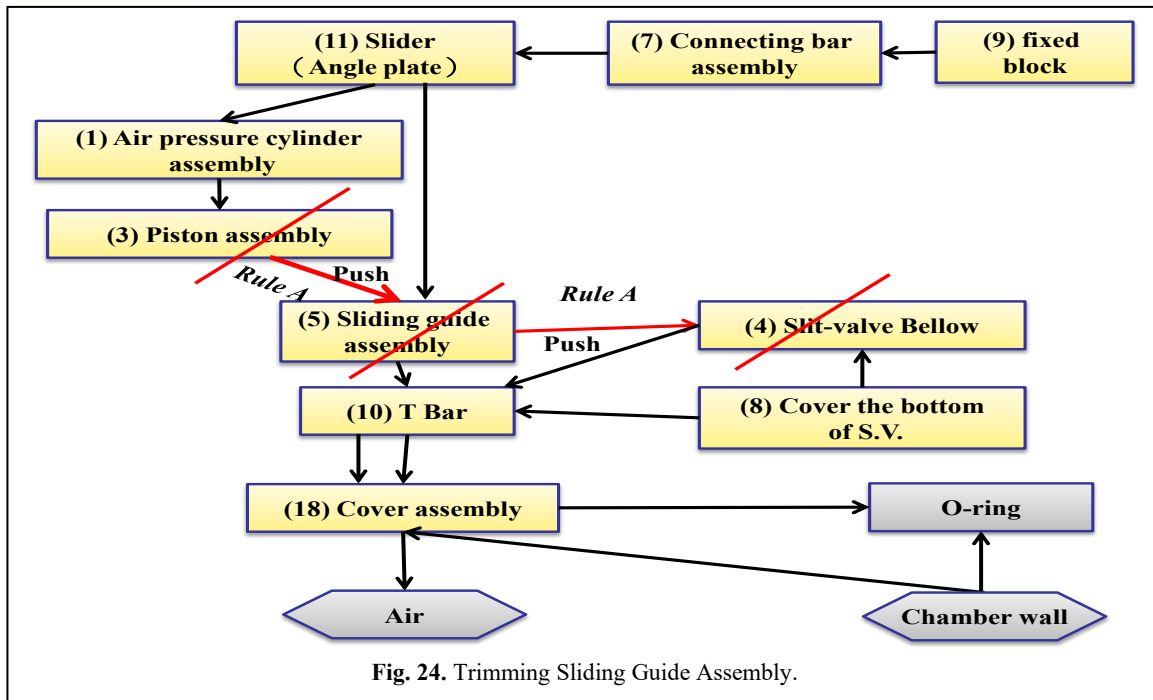 (11) Slider
（Angle plate）
(7) Connecting bar
assembly
(9) fixed
block
(1) Air pressure cylinder
assembly
(3) Piston assembly
Rule A
Push
(5) Sliding guide
assembly
Rule A
Push
(4) Slit-valve Bellow
(10) T Bar
(8) Cover the bottom
of S.V.
(18) Cover assembly
O-ring
Air
Chamber wall
Fig. 24. Trimming Sliding Guide Assembly.